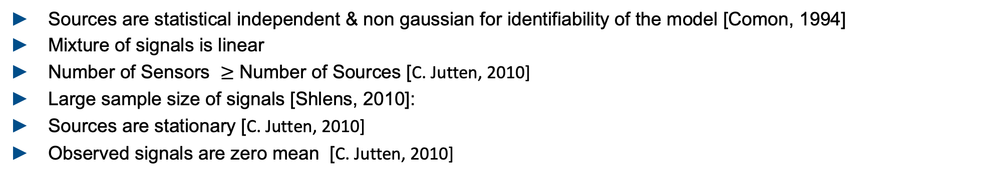 Sources are statistical independent & non gaussian for identifiability of the model [Comon, 1994]
Mixture of signals is linear
Number of Sensors ≥ Number of Sources [C. Jutten, 2010]
Large sample size of signals [Shlens, 2010]:
Sources are stationary [C. Jutten, 2010]
Observed signals are zero mean [C. Jutten, 2010]